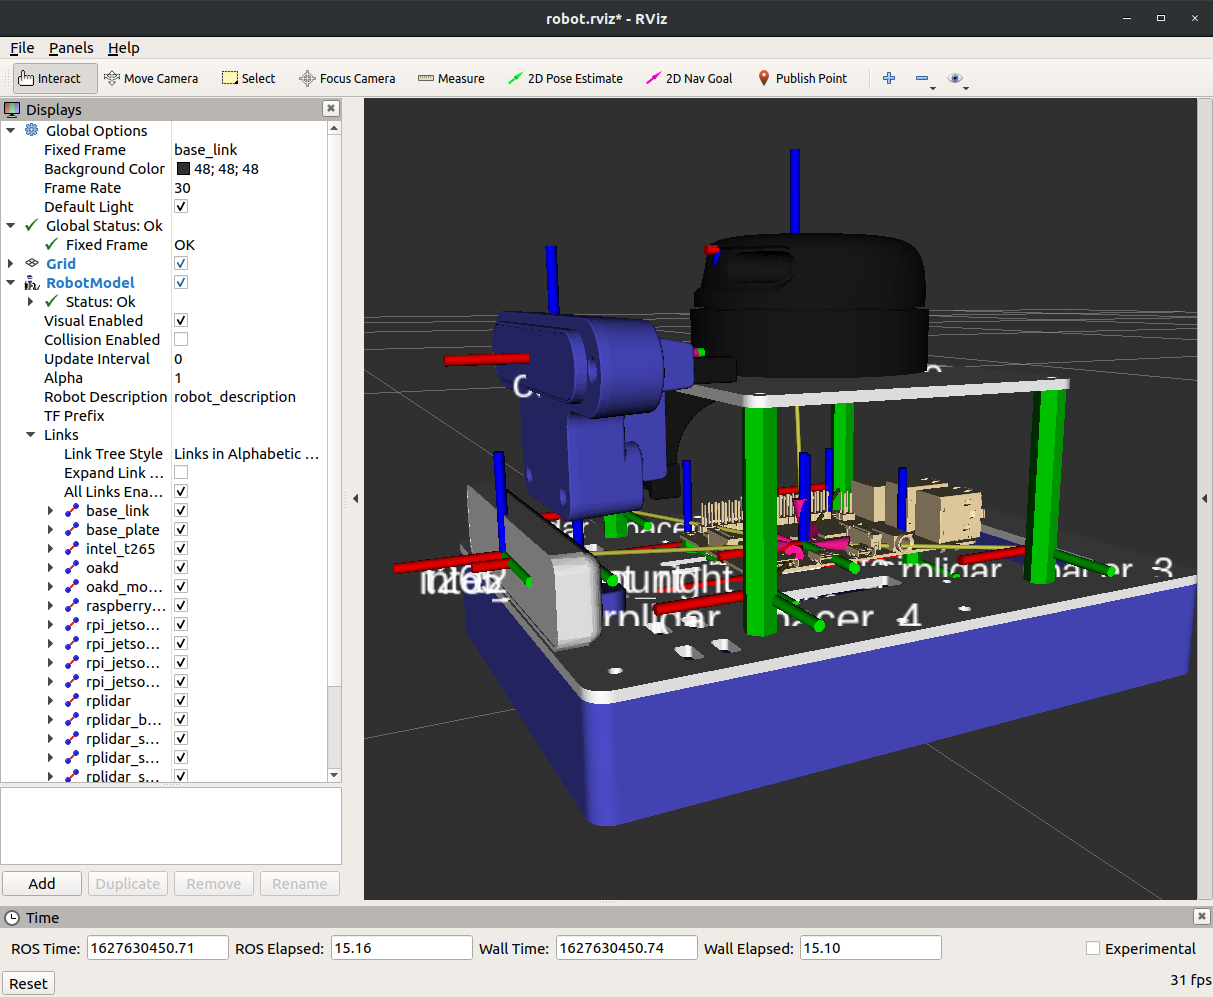 robot.rviz* - RViz
File Panels Help
Interact Move Camera Select Focus Camera Measure 2D Pose Estimate 2D Nav Goal Publish Point
Displays
Global Options
Fixed Frame base_link
Background Color 48; 48; 48
Frame Rate 30
Default Light
Global Status: Ok
Fixed Frame OK
Grid
RobotModel
Status: Ok
Visual Enabled
Collision Enabled
Update Interval 0
Alpha 1
Robot Description robot_description
TF Prefix
Links
Link Tree Style Links in Alphabetic ...
Expand Link ...
All Links Ena...
base_link
base_plate
intel_t265
oakd
oakd_mo...
raspberry...
rpi_jetso...
rpi_jetso...
rpi_jetso...
rpi_jetso...
rplidar
rplidar_b...
rplidar_s...
rplidar_s...
rplidar_s...
rplidar
acer_3
rplidar
acer_4
Add Duplicate Remove Rename
Time
ROS Time: 1627630450.71 ROS Elapsed: 15.16 Wall Time: 1627630450.74 Wall Elapsed: 15.10 Experimental
Reset 31 fps